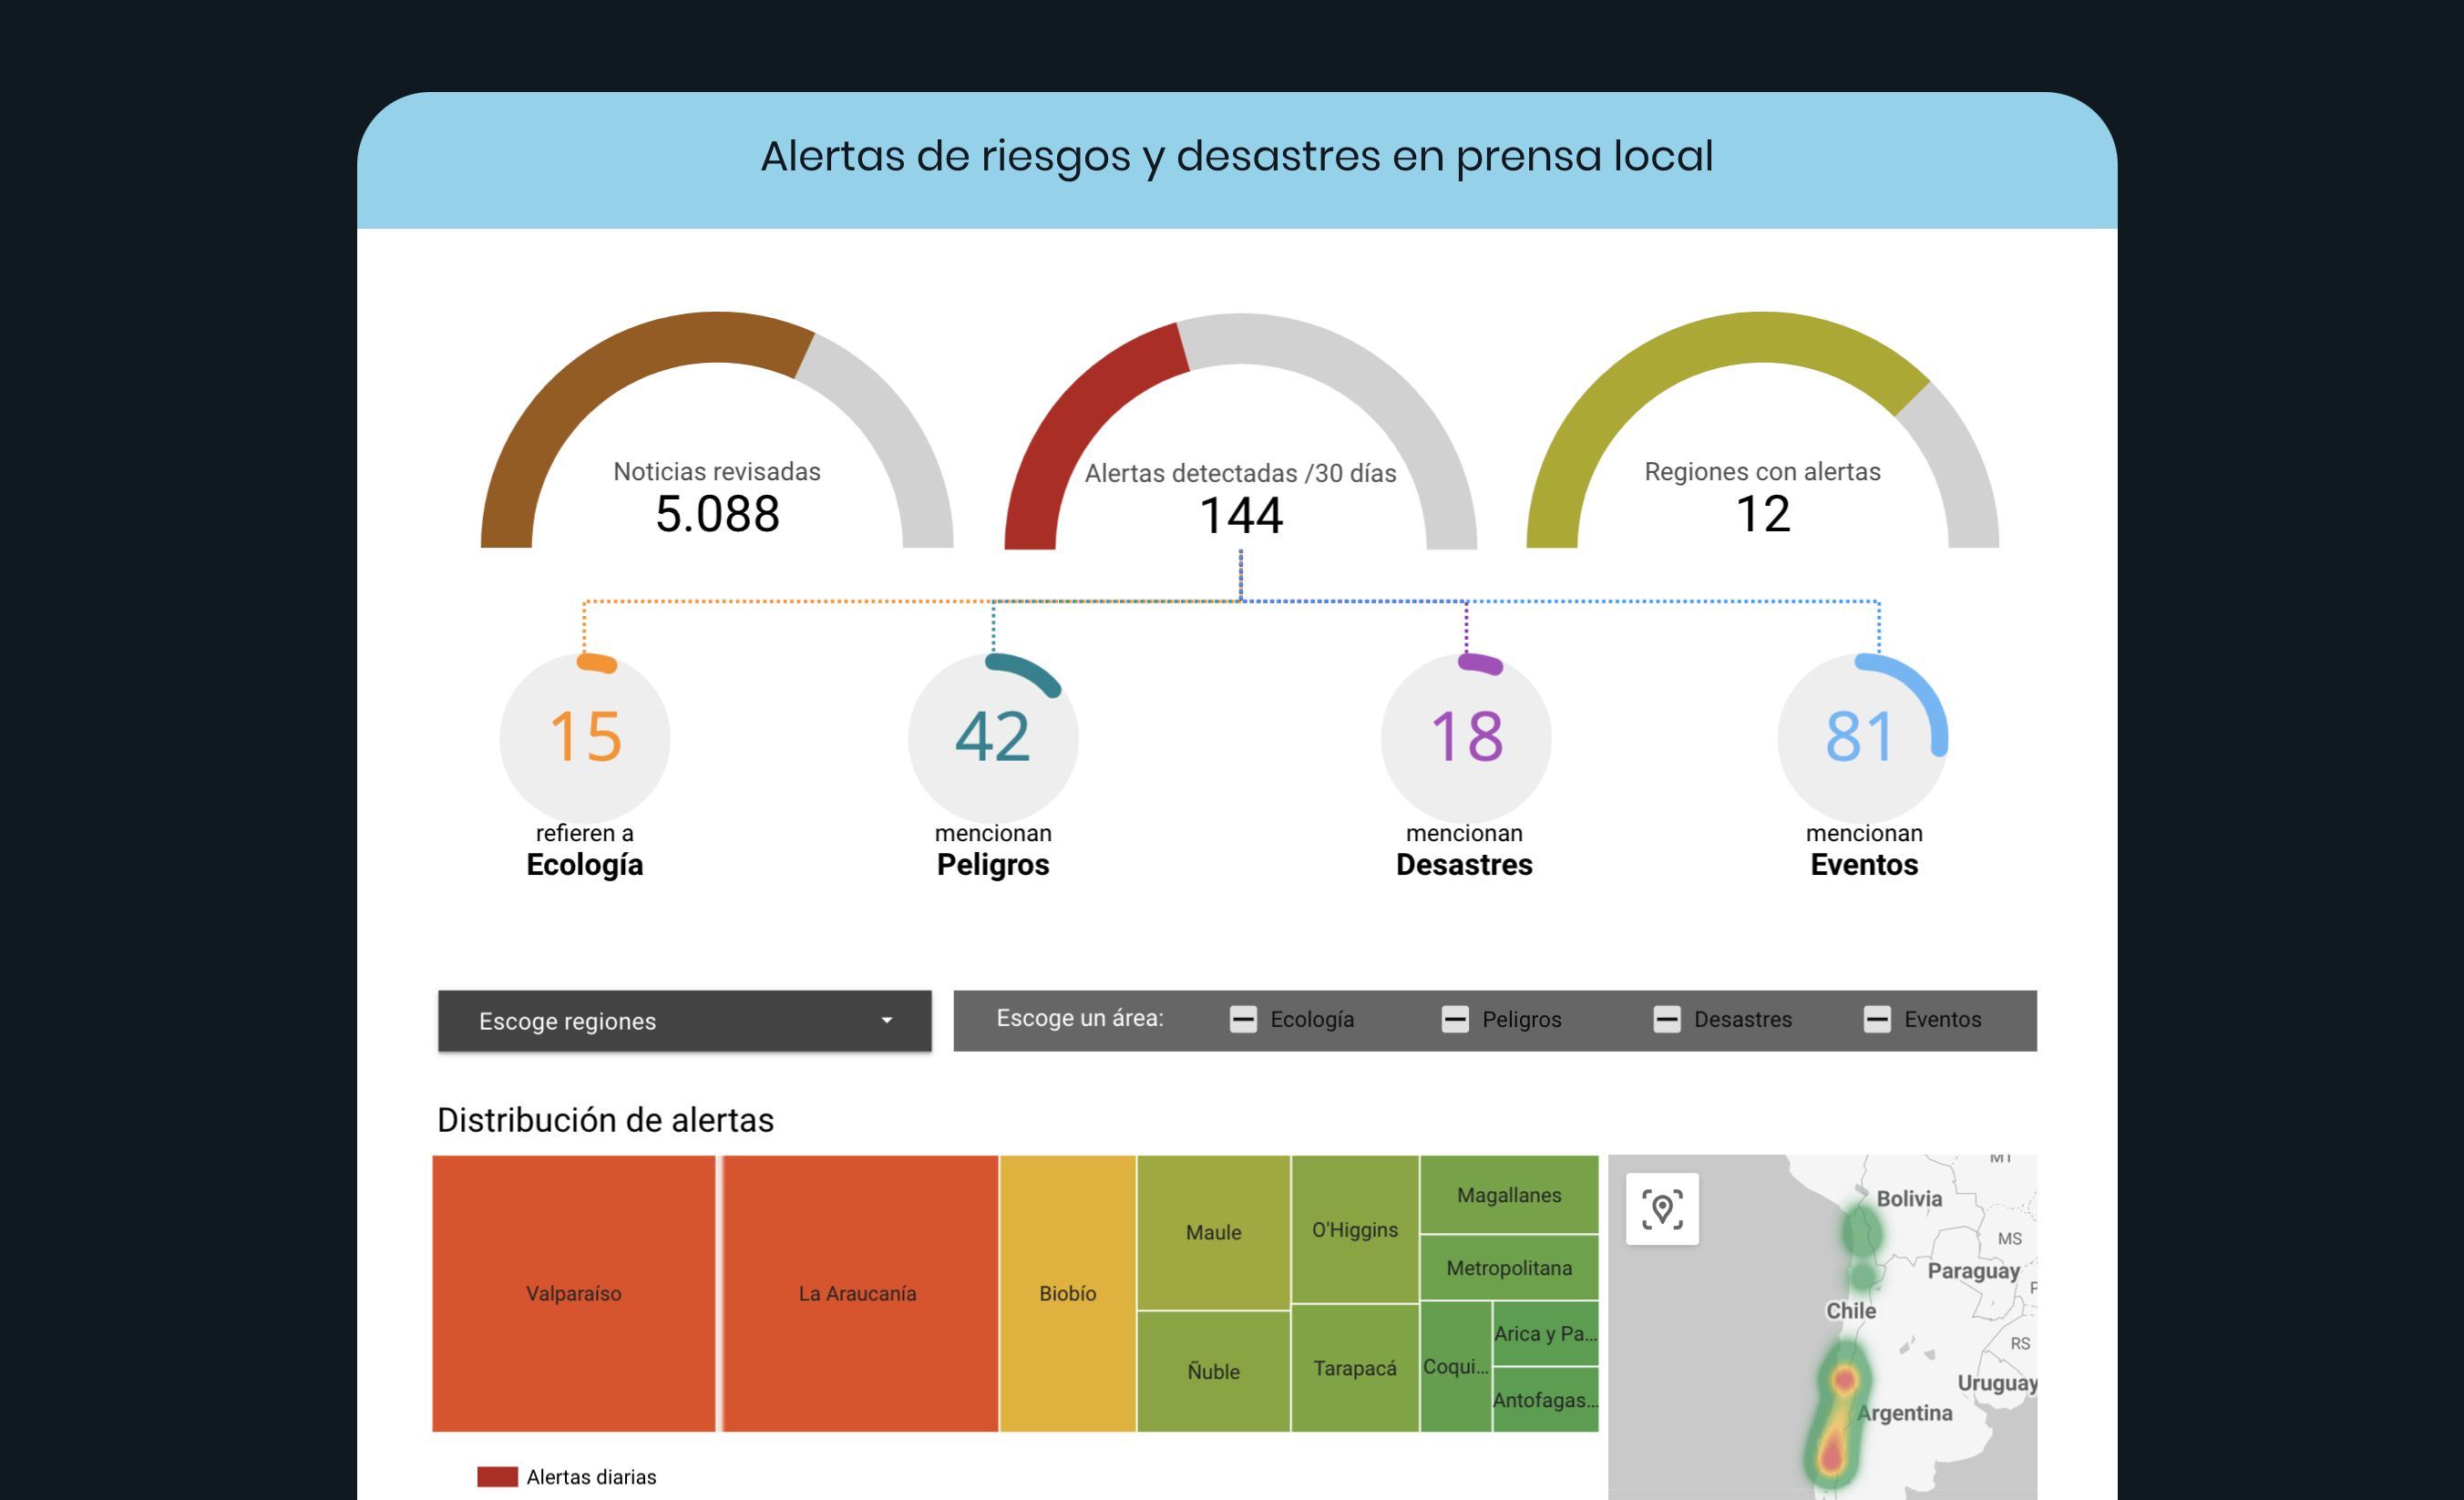 Alertas de riesgos y desastres en prensa local
Noticias revisadas
5.088
Alertas detectadas /30 días
144
Regiones con alertas
12
15
refieren a
Ecología
42
mencionan
Peligros
18
mencionan
Desastres
81
mencionan
Eventos
Escoge regiones
Escoge un área:
Ecología
Peligros
Desastres
Eventos
Distribución de alertas
Valparaíso
La Araucanía
Biobío
Maule
Ñuble
O'Higgins
Tarapacá
Magallanes
Metropolitana
Coqui...
Arica y Pa...
Antofagas...
Alertas diarias
MT
Bolivia
MS
Paraguay
Chile
RS
Uruguay
Argentina